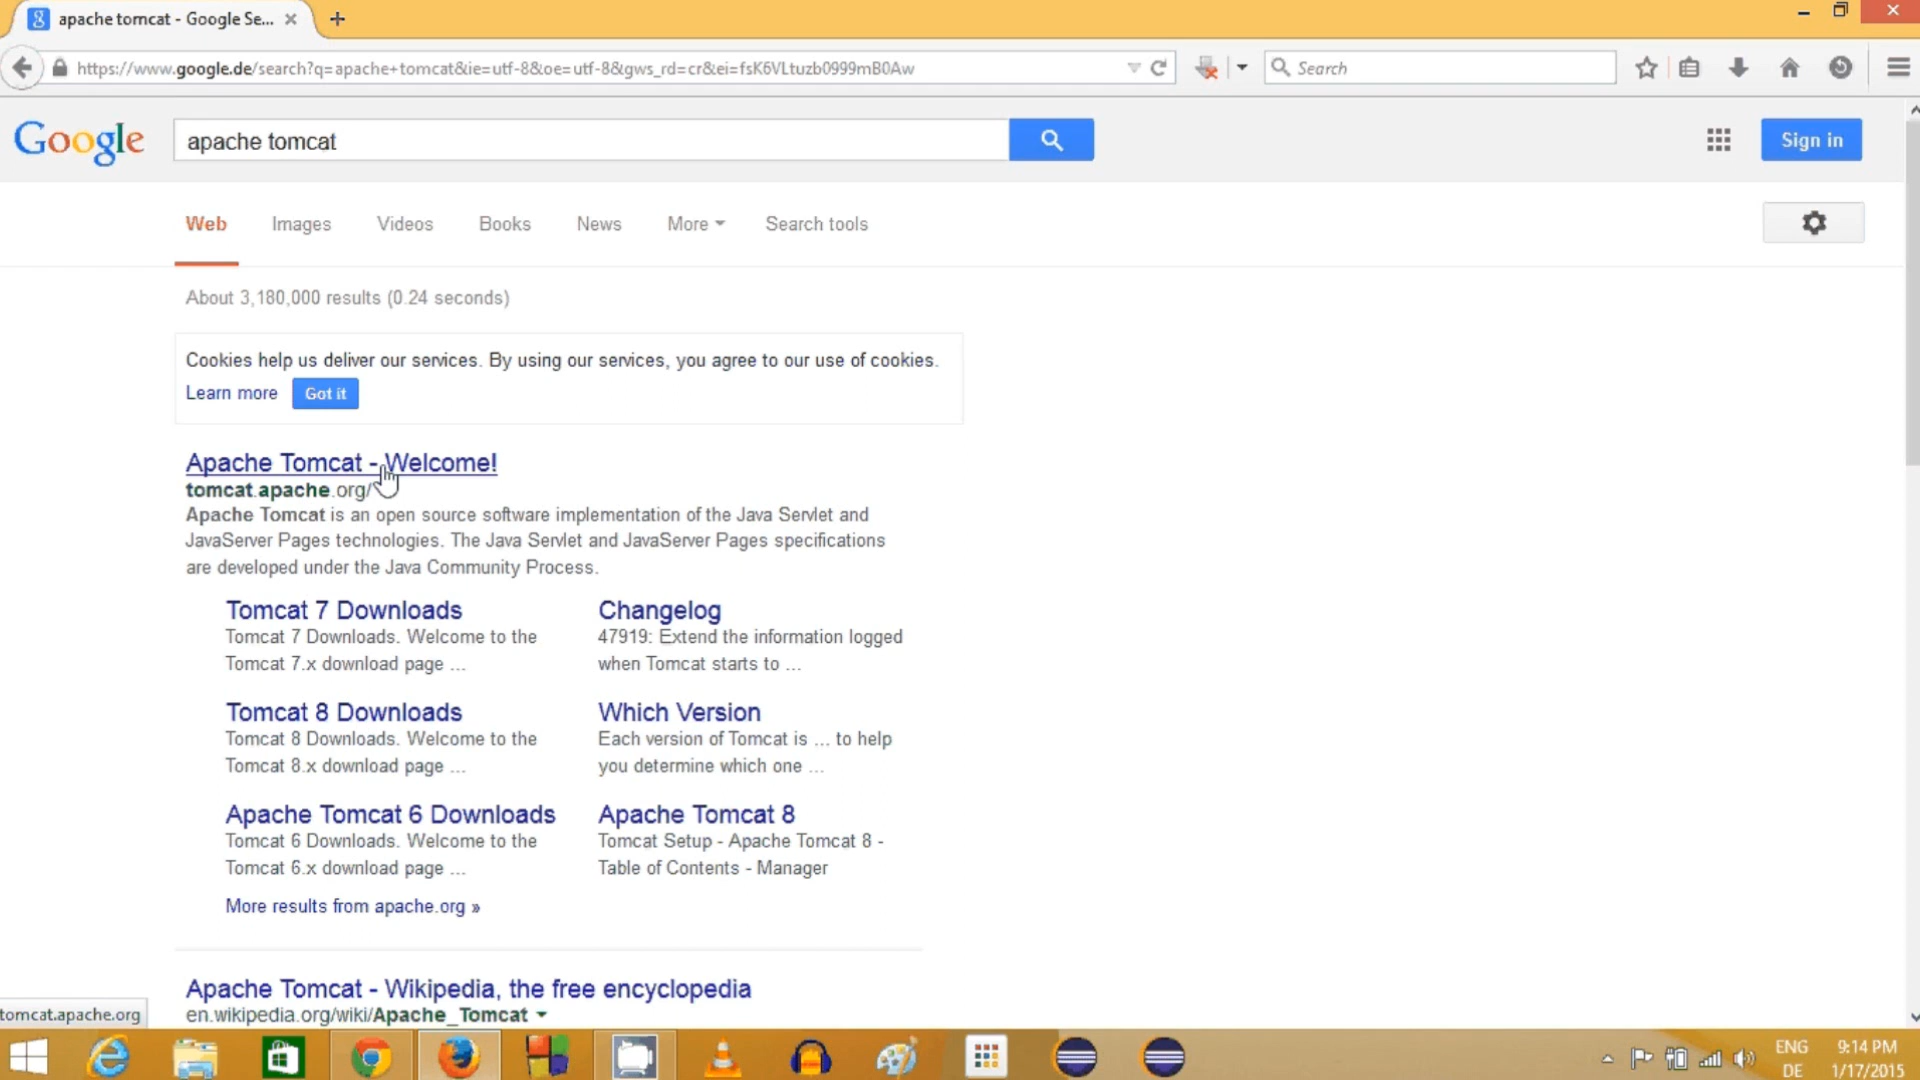 apache tomcat - Google Se...
https://www.google.de/search?q=apache+tomcat&ie=utf-8&oe=utf-8&gws_rd=cr&ei=fsK6VLtuzb0999mB0Aw
Search
Google
apache tomcat
Sign in
Web
Images
Videos
Books
News
More
Search tools
About 3,180,000 results (0.24 seconds)
Cookies help us deliver our services. By using our services, you agree to our use of cookies.
Learn more
Got it
Apache Tomcat - Welcome!
tomcat.apache.org/
Apache Tomcat is an open source software implementation of the Java Servlet and
JavaServer Pages technologies. The Java Servlet and JavaServer Pages specifications
are developed under the Java Community Process.
Tomcat 7 Downloads
Tomcat 7 Downloads. Welcome to the
Tomcat 7.x download page ...
Changelog
47919: Extend the information logged
when Tomcat starts to ...
Tomcat 8 Downloads
Tomcat 8 Downloads. Welcome to the
Tomcat 8.x download page ...
Which Version
Each version of Tomcat is ... to help
you determine which one ...
Apache Tomcat 6 Downloads
Tomcat 6 Downloads. Welcome to the
Tomcat 6.x download page ...
Apache Tomcat 8
Tomcat Setup - Apache Tomcat 8 -
Table of Contents - Manager
More results from apache.org »
Apache Tomcat - Wikipedia, the free encyclopedia
en.wikipedia.org/wiki/Apache_Tomcat
tomcat.apache.org
ENG
DE
9:14 PM
1/17/2015